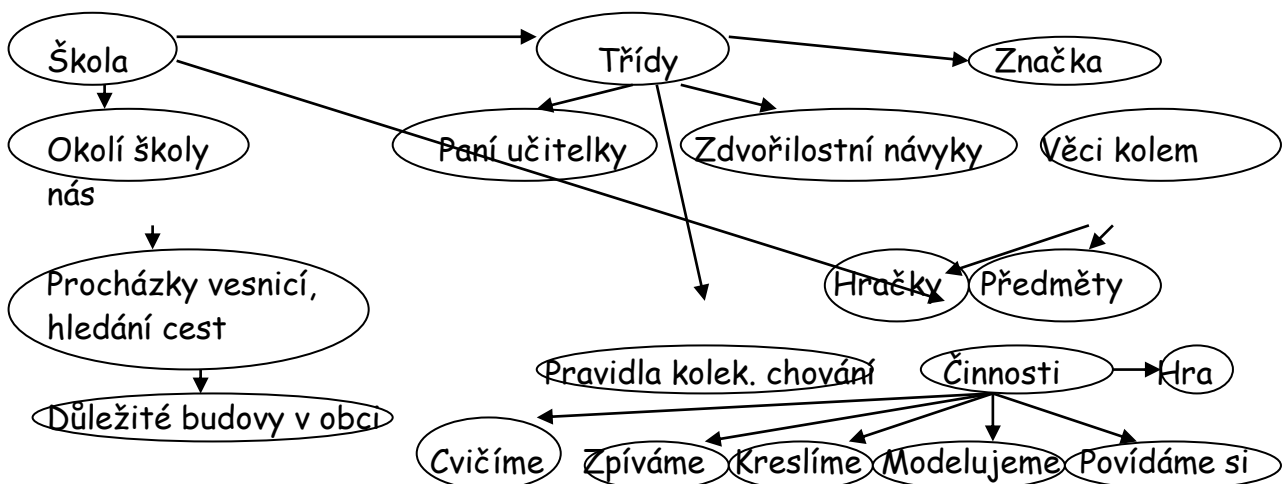 Škola Třídy Značka
Okolí školy Paní učitelky Zdvořilostní návyky Věci kolem
nás
Procházky vesnicí, Hračky Předměty
hledání cest
Pravidla kolek. chování Činnosti Hra
Důležité budovy v obci
Cvičíme Zpíváme Kreslíme Modelujeme Povídáme si